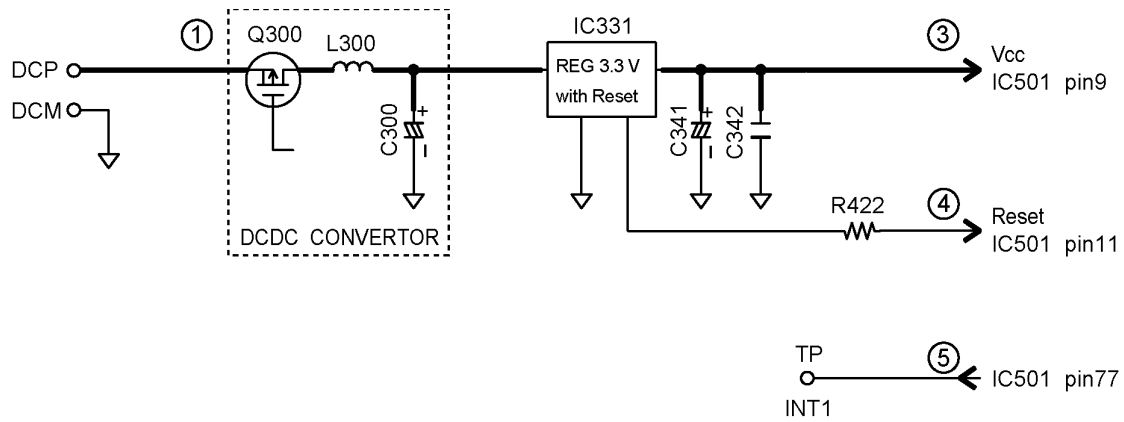 1
Q300
L300
IC331
3
DCP
DCM
REG 3.3 V
with Reset
Vcc
IC501 pin9
C300
+
C341
+
C342
DCDC CONVERTOR
R422
4
Reset
IC501 pin11
TP
5
IC501 pin77
INT1